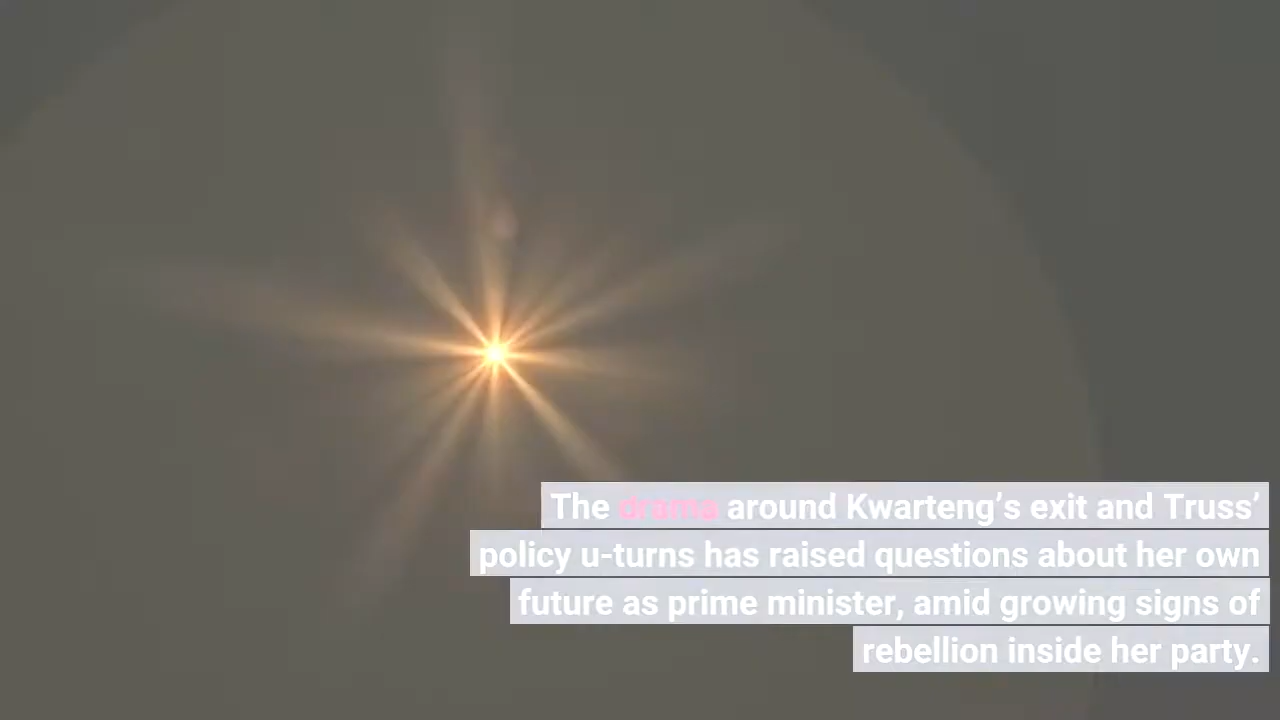 The drama around Kwarteng’s exit and Truss’
policy u-turns has raised questions about her own
future as prime minister, amid growing signs of
rebellion inside her party.